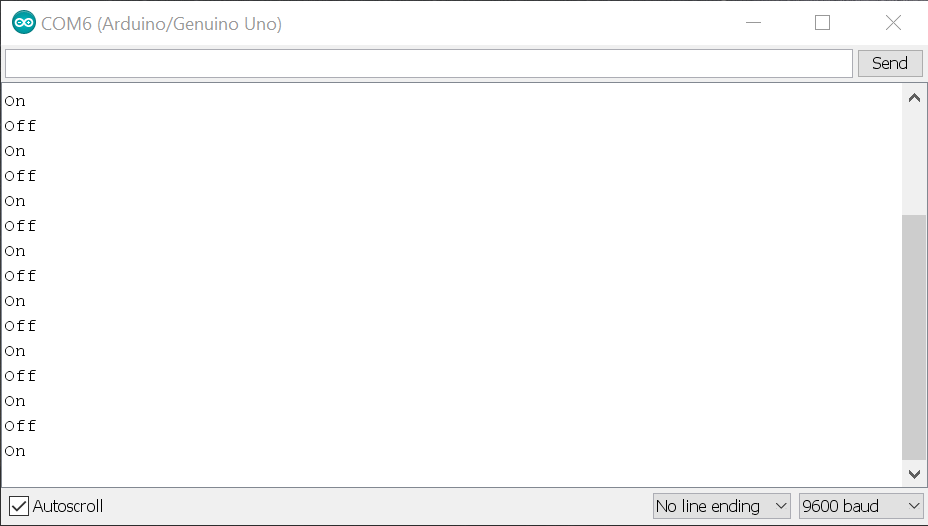 COM6 (Arduino/Genuino Uno)
Send
On
Off
On
Off
On
Off
On
Off
On
Off
On
Off
On
Off
On
Autoscroll
No line ending
9600 baud